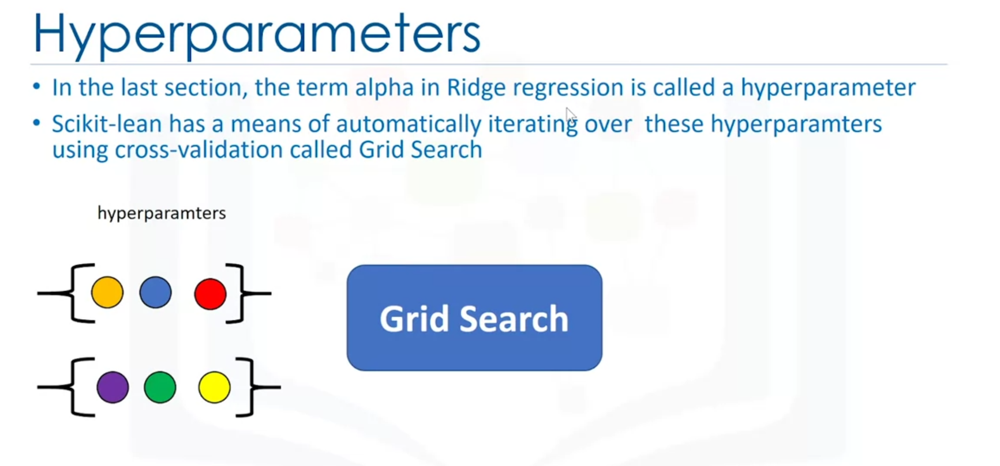 Hyperparameters
• In the last section, the term alpha in Ridge regression is called a hyperparameter
• Scikit-lean has a means of automatically iterating over these hyperparamters
using cross-validation called Grid Search
hyperparamters
Grid Search